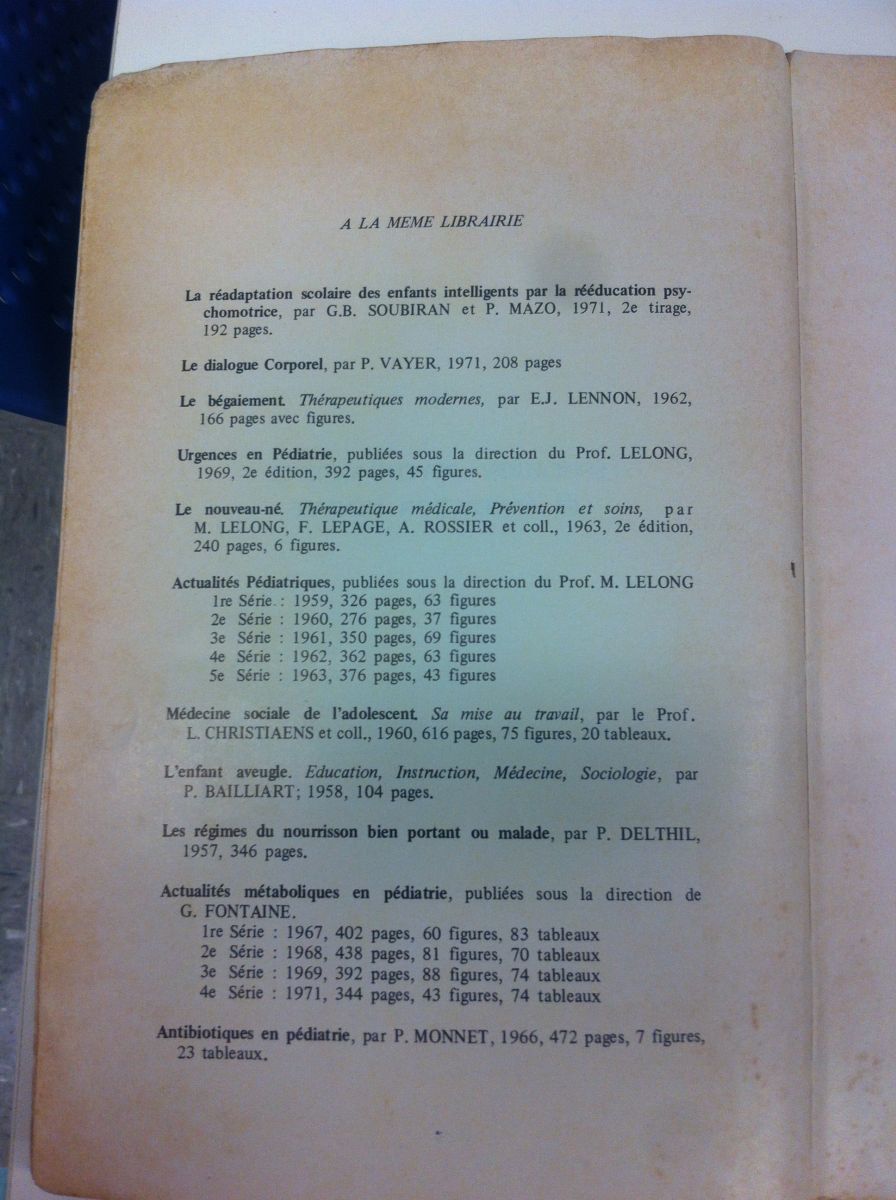 A LA MEME LIBRAIRIE
La réadaptation scolaire des enfants intelligents par la rééducation psy-
chomotrice, par G.B. SOUBIRAN et P. MAZO, 1971, 2e tirage,
192 pages.
Le dialogue Corporel, par P. VAYER, 1971, 208 pages
Le bégaiement. Thérapeutiques modernes, par E.J. LENNON, 1962,
166 pages avec figures.
Urgences en Pédiatrie, publiées sous la direction du Prof. LELONG,
1969, 2e édition, 392 pages, 45 figures.
Le nouveau-né. Thérapeutique médicale, Prévention et soins, par
M. LELONG, F. LEPAGE, A. ROSSIER et coll., 1963, 2e édition,
240 pages, 6 figures.
Actualités Pédiatriques, publiées sous la direction du Prof. M. LELONG
1re Série : 1959, 326 pages, 63 figures
2e Série : 1960, 276 pages, 37 figures
3e Série : 1961, 350 pages, 69 figures
4e Série : 1962, 362 pages, 63 figures
5e Série : 1963, 376 pages, 43 figures
Médecine sociale de l'adolescent. Sa mise au travail, par le Prof.
L. CHRISTIAENS et coll., 1960, 616 pages, 75 figures, 20 tableaux.
L'enfant aveugle. Education, Instruction, Médecine, Sociologie, par
P. BAILLIART; 1958, 104 pages.
Les régimes du nourrisson bien portant ou malade, par P. DELTHIL,
1957, 346 pages.
Actualités métaboliques en pédiatrie, publiées sous la direction de
G. FONTAINE.
1re Série : 1967, 402 pages, 60 figures, 83 tableaux
2e Série : 1968, 438 pages, 81 figures, 70 tableaux
3e Série : 1969, 392 pages, 88 figures, 74 tableaux
4e Série : 1971, 344 pages, 43 figures, 74 tableaux
Antibiotiques en pédiatrie, par P. MONNET, 1966, 472 pages, 7 figures,
23 tableaux.